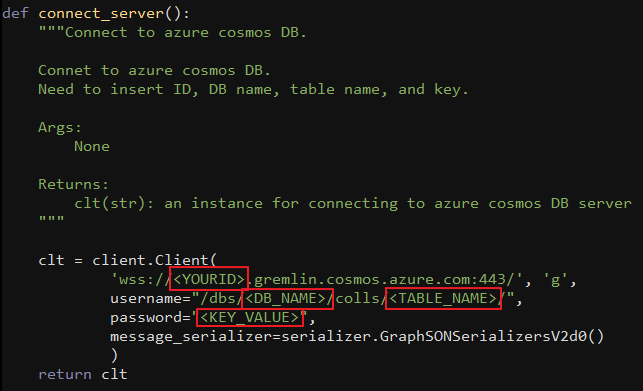 def connect_server():
"""Connect to azure cosmos DB.
Connet to azure cosmos DB.
Need to insert ID, DB name, table name, and key.
Args:
None
Returns:
clt(str): an instance for connecting to azure cosmos DB server
"""
clt = client.Client(
'wss://<YOURID>.gremlin.cosmos.azure.com:443/', 'g',
username="/dbs/<DB_NAME>/colls/<TABLE_NAME>/",
password="<KEY_VALUE>",
message_serializer=serializer.GraphSONSerializersV2d0()
)
return clt